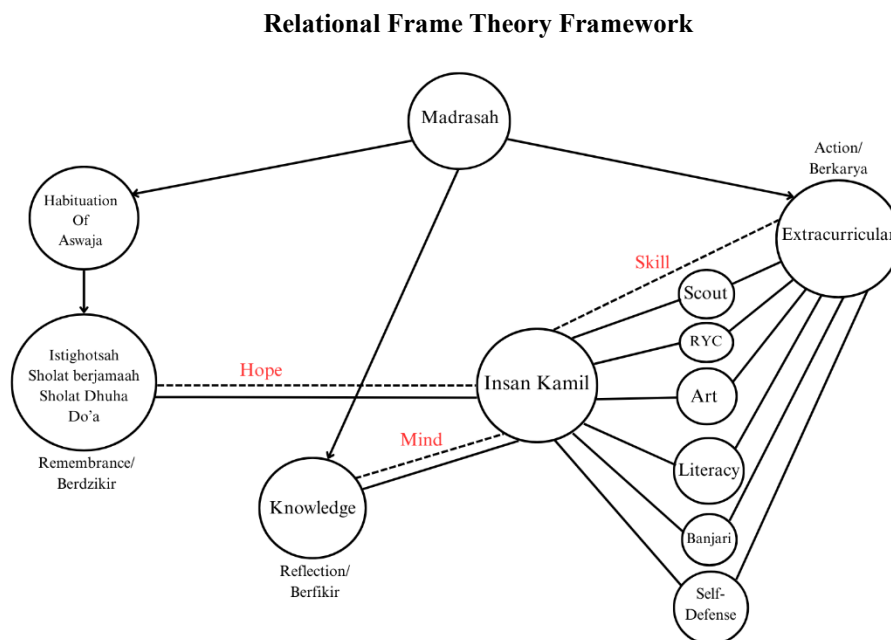 Relational Frame Theory Framework
Madrasah
Action/
Berkarya
Habituation
Of
Aswaja
Extracurricular
Skill
Scout
RYC
Istighotsah
Sholat berjamaah
Sholat Dhuha
Do’a
Hope
Insan Kamil
Art
Mind
Remembrance/
Berdzikir
Literacy
Knowledge
Banjari
Reflection/
Berfikir
Self-
Defense